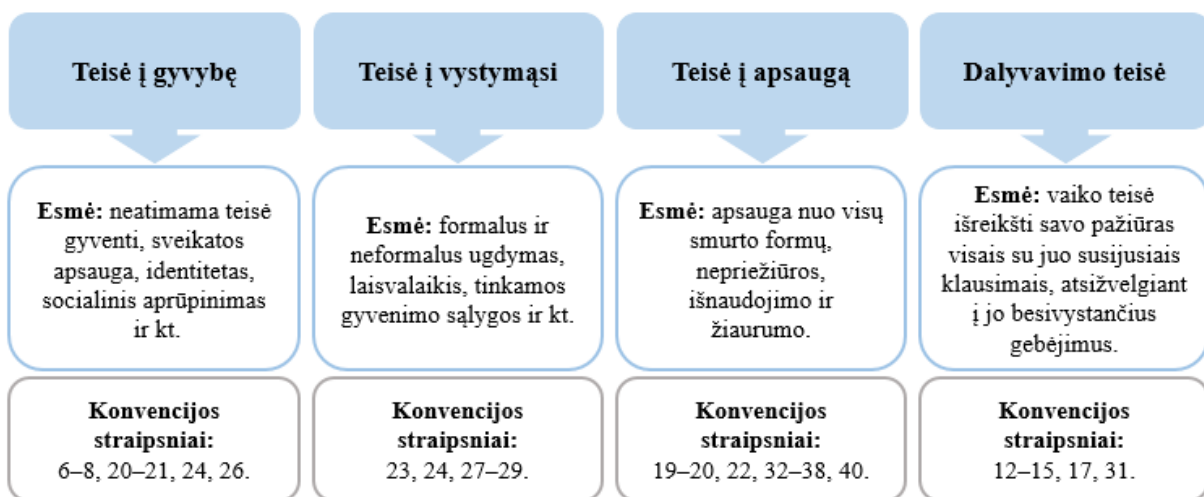 Teisė į gyvybę
Esmė: neatimama teisė
gyventi, sveikatos
apsauga, identitetas,
socialinis aprūpinimas
ir kt.
Konvencijos
straipsniai:
6–8, 20–21, 24, 26.
Teisė į vystymąsi
Esmė: formalus ir
neformalus ugdymas,
laisvalaikis, tinkamos
gyvenimo sąlygos ir kt.
Konvencijos
straipsniai:
23, 24, 27–29.
Teisė į apsaugą
Esmė: apsauga nuo visų
smurto formų,
nepriežiūros,
išnaudojimo ir
žiaurumo.
Konvencijos
straipsniai:
19–20, 22, 32–38, 40.
Dalyvavimo teisė
Esmė: vaiko teisė
išreikšti savo pažiūras
visais su juo susijusiais
klausimais, atsižvelgiant
į jo besivystančius
gebėjimus.
Konvencijos
straipsniai:
12–15, 17, 31.